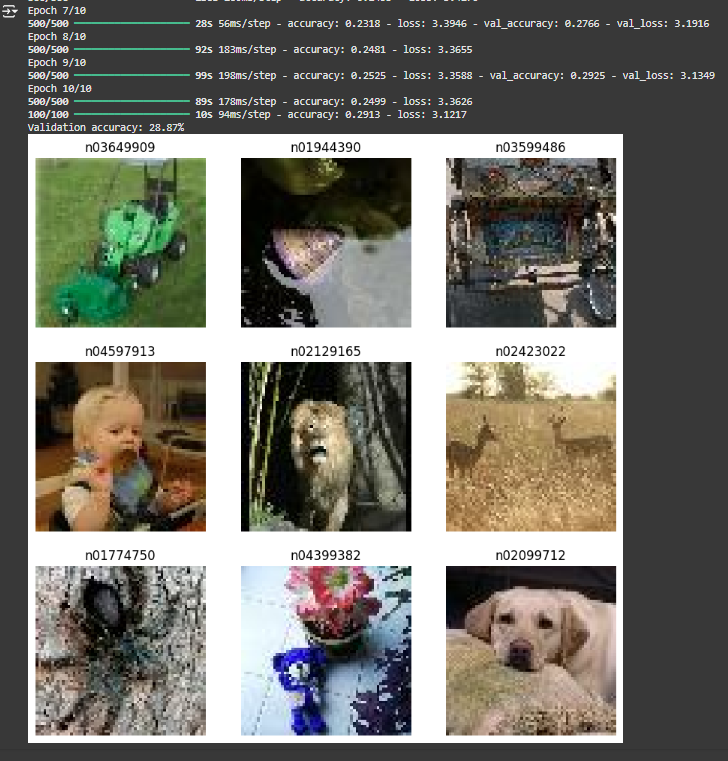 Epoch 7/10
500/500 28s 56ms/step - accuracy: 0.2318 - loss: 3.3946 - val_accuracy: 0.2766 - val_loss: 3.1916
Epoch 8/10
500/500 92s 183ms/step - accuracy: 0.2481 - loss: 3.3655
Epoch 9/10
500/500 99s 198ms/step - accuracy: 0.2525 - loss: 3.3588 - val_accuracy: 0.2925 - val_loss: 3.1349
Epoch 10/10
500/500 89s 178ms/step - accuracy: 0.2499 - loss: 3.3626
100/100 10s 94ms/step - accuracy: 0.2913 - loss: 3.1217
Validation accuracy: 28.87%
n03649909 n01944390 n03599486
n04597913 n02129165 n02423022
n01774750 n04399382 n02099712